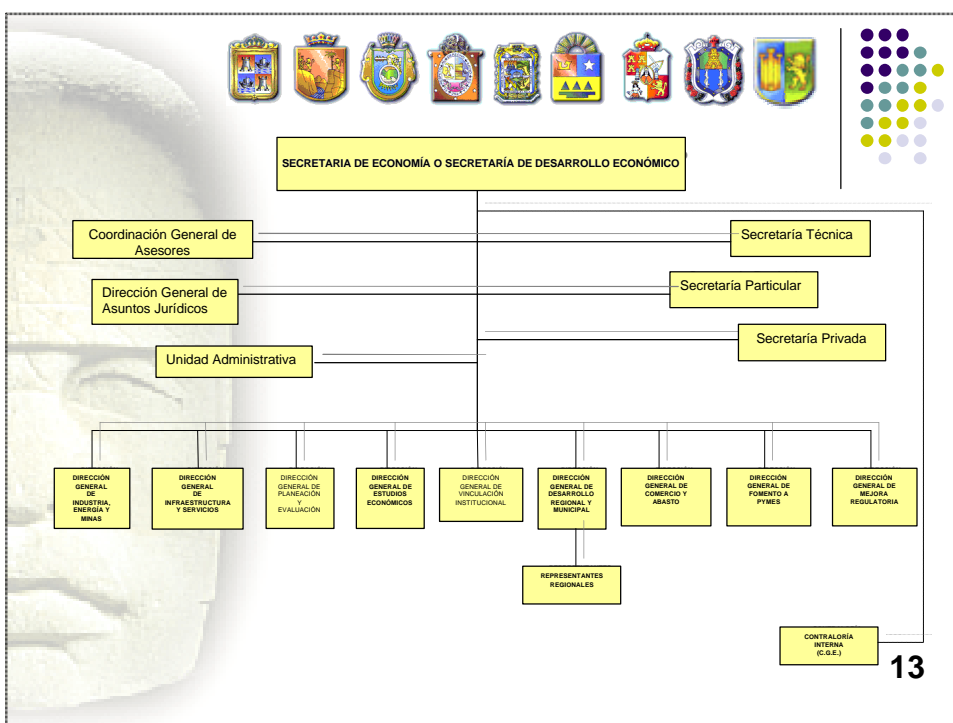 SECRETARIA DE ECONOMÍA O SECRETARÍA DE DESARROLLO ECONÓMICO
Coordinación General de
Asesores
Secretaría Técnica
Dirección General de
Asuntos Jurídicos
Secretaría Particular
Unidad Administrativa
Secretaría Privada
DIRECCIÓN
GENERAL
DE
INDUSTRIA,
ENERGÍA Y
MINAS
DIRECCIÓN
GENERAL
DE
INFRAESTRUCTURA
Y SERVICIOS
DIRECCIÓN
GENERAL DE
PLANEACIÓN
Y
EVALUACIÓN
DIRECCIÓN
GENERAL DE
ESTUDIOS
ECONÓMICOS
DIRECCIÓN
GENERAL DE
VINCULACIÓN
INSTITUCIONAL
DIRECCIÓN
GENERAL DE
DESARROLLO
REGIONAL Y
MUNICIPAL
DIRECCIÓN
GENERAL DE
COMERCIO Y
ABASTO
DIRECCIÓN
GENERAL DE
FOMENTO A
PYMES
DIRECCIÓN
GENERAL DE
MEJORA
REGULATORIA
REPRESENTANTES
REGIONALES
CONTRALORÍA
INTERNA
(C.G.E.)
13